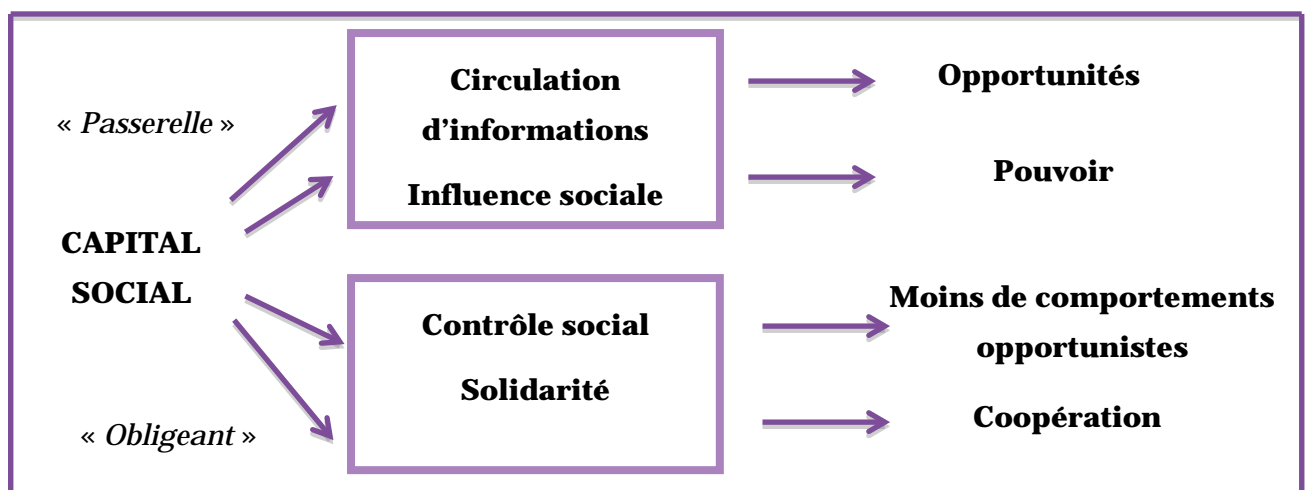 « Passerelle »
CAPITAL
SOCIAL
« Obligeant »
Circulation
d’informations
Influence sociale
Contrôle social
Solidarité
Opportunités
Pouvoir
Moins de comportements
opportunistes
Coopération